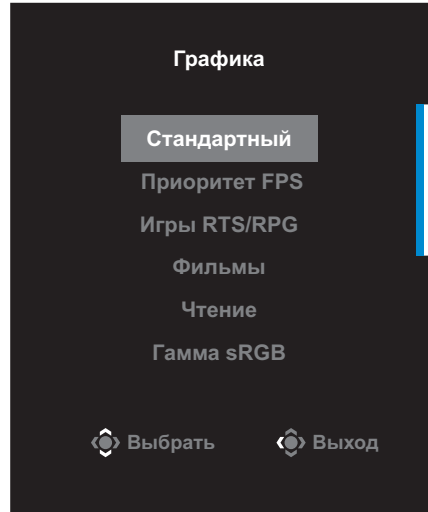 Графика
Стандартный
Приоритет FPS
Игры RTS/RPG
Фильмы
Чтение
Гамма sRGB
Выбрать Выход